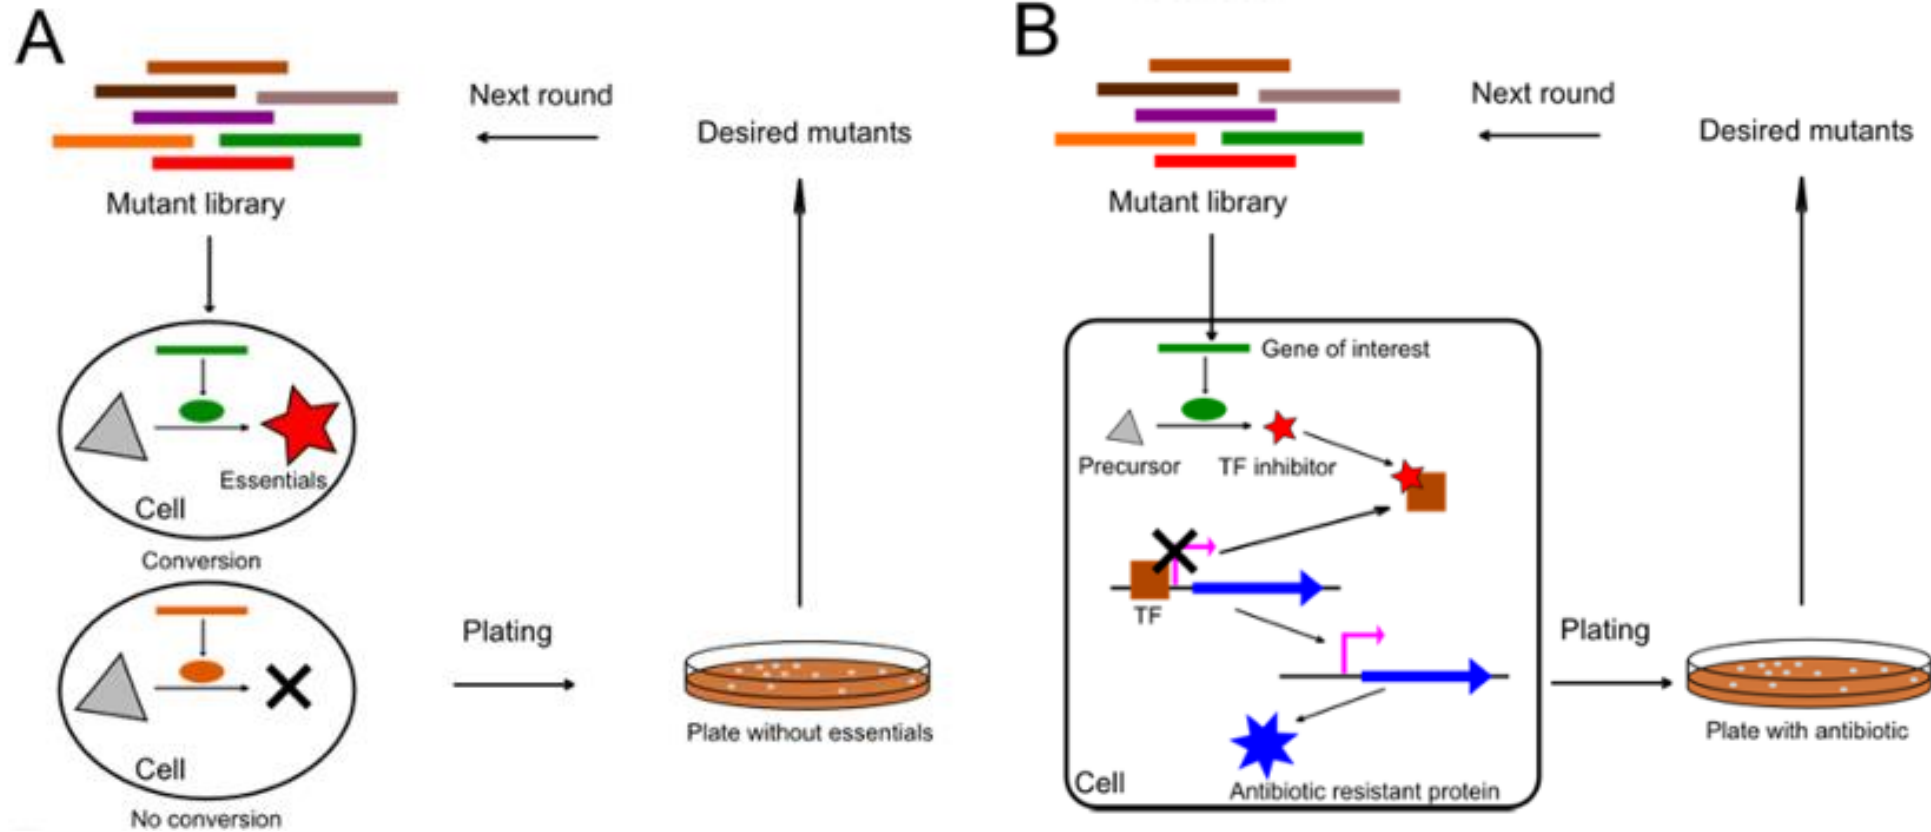 A
Next round
Desired mutants
Mutant library
Essentials
Cell
Conversion
Plating
Plate without essentials
Cell
No conversion
B
Next round
Desired mutants
Mutant library
Gene of interest
Precursor
TF inhibitor
TF
Plating
Plate with antibiotic
Cell
Antibiotic resistant protein